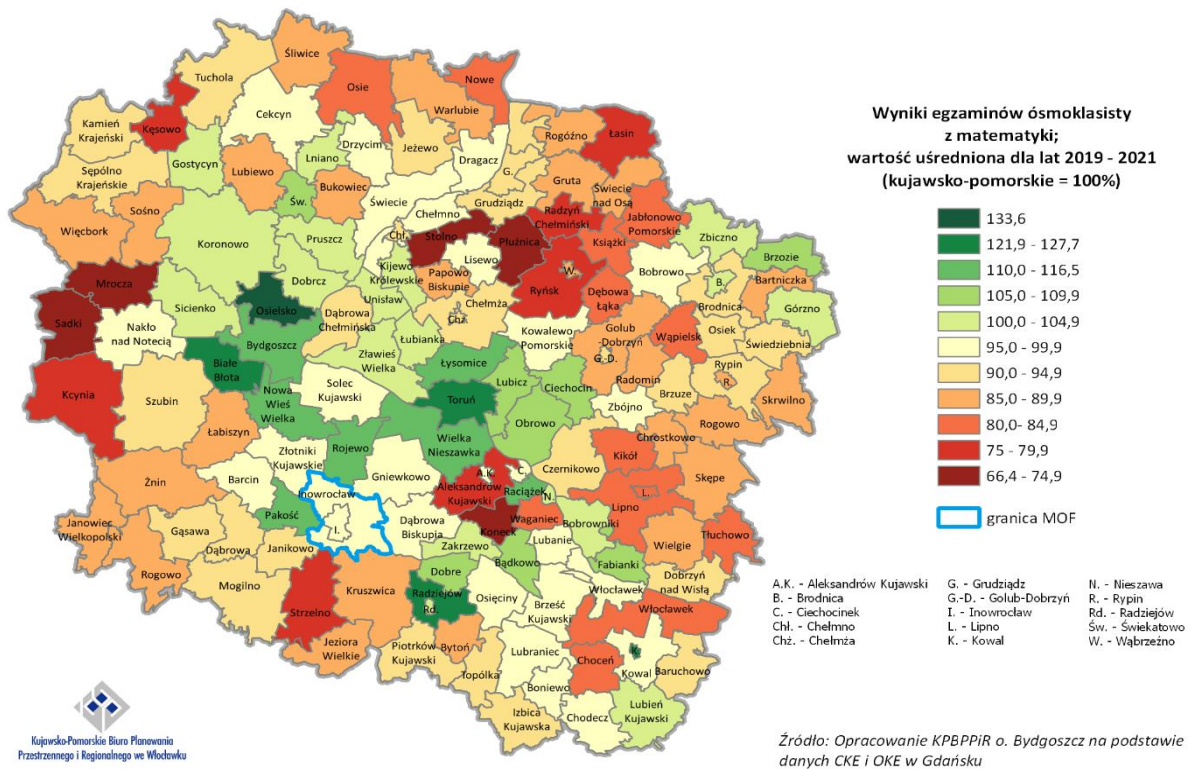 Śliwice
Tuchola
Osie
Nowe
Cekcyn
Warlubie
Kamień
Krajeński
Kęsowo
Rogóźno
Łasin
Drzycim
Jeżewo
Dragacz
Gostycyn
Lniano
Sępólno
Krajeńskie
Lubiewo
Bukowiec
G.
Gruta
Świecie
nad Osą
Św.
Świecie
Grudziądz
Sośno
Chełmno
Radzyń
Chełmiński
Jabłonowo
Pomorskie
Więcbork
Koronowo
Pruszcz
Chł.
Stolno
Płużnica
Książki
Zbiczno
Lisewo
Brzozie
Kijewo
Królewskie
W.
Bobrowo
Mrocza
Dobrcz
Papowo
Biskupie
Ryńsk
Dębowa
Łąka
B.
Bartniczka
Sicienko
Osielsko
Unisław
Chełmża
Brodnica
Górzno
Sadki
Nakło
nad Notecią
Dąbrowa
Chełmińska
Chż.
Golub
-Dobrzyń
Osiek
Bydgoszcz
Łubianka
Kowalewo
Pomorskie
Wąpielsk
Świedziebnia
Białe
Błota
Zławieś
Wielka
Łysomice
G.-D.
Rypin
Kcynia
Solec
Kujawski
Lubicz
Ciechocin
Radomin
R.
Szubin
Nowa
Wieś
Wielka
Toruń
Brzuze
Skrwilno
Zbójno
Łabiszyn
Obrowo
Rogowo
Rojewo
Wielka
Nieszawka
Chrostkowo
Złotniki
Kujawskie
Kikół
Czernikowo
Skępe
Żnin
Barcin
Gniewkowo
A.K.
C.
Inowrocław
Aleksandrów
Kujawski
Raciążek
N.
L.
Lipno
Pakość
Waganiec
Bobrowniki
Janowiec
Wielkopolski
Gąsawa
Dąbrowa
Biskupia
Koneck
Tłuchowo
Lubanie
Wielgie
Dąbrowa
Janikowo
Zakrzewo
Bądkowo
Fabianki
Rogowo
Mogilno
Dobre
Dobrzyń
nad Wisłą
Strzelno
Kruszwica
Radziejów
Rd.
Osięciny
Włocławek
Brześć
Kujawski
Włocławek
Jeziora
Wielkie
Piotrków
Kujawski
Bytoń
Lubraniec
K.
Choceń
Kowal
Baruchowo
Topólka
Boniewo
Lubień
Kujawski
Izbica
Kujawska
Chodecz
Wyniki egzaminów ósmoklasisty
z matematyki;
wartość uśredniona dla lat 2019 - 2021
(kujawsko-pomorskie = 100%)
133,6
121,9 - 127,7
110,0 - 116,5
105,0 - 109,9
100,0 - 104,9
95,0 - 99,9
90,0 - 94,9
85,0 - 89,9
80,0- 84,9
75 - 79,9
66,4 - 74,9
granica MOF
A.K. - Aleksandrów Kujawski
B. - Brodnica
C. - Ciechocinek
Chł. - Chełmno
Chż. - Chełmża
G. - Grudziądz
G.-D. - Golub-Dobrzyń
I. - Inowrocław
L. - Lipno
K. - Kowal
N. - Nieszawa
R. - Rypin
Rd. - Radziejów
Św. - Świekatowo
W. - Wąbrzeźno
Kujawsko-Pomorskie Biuro Planowania
Przestrzennego i Regionalnego we Włocławku
Źródło: Opracowanie KPBPPiR o. Bydgoszcz na podstawie
danych CKE i OKE w Gdańsku